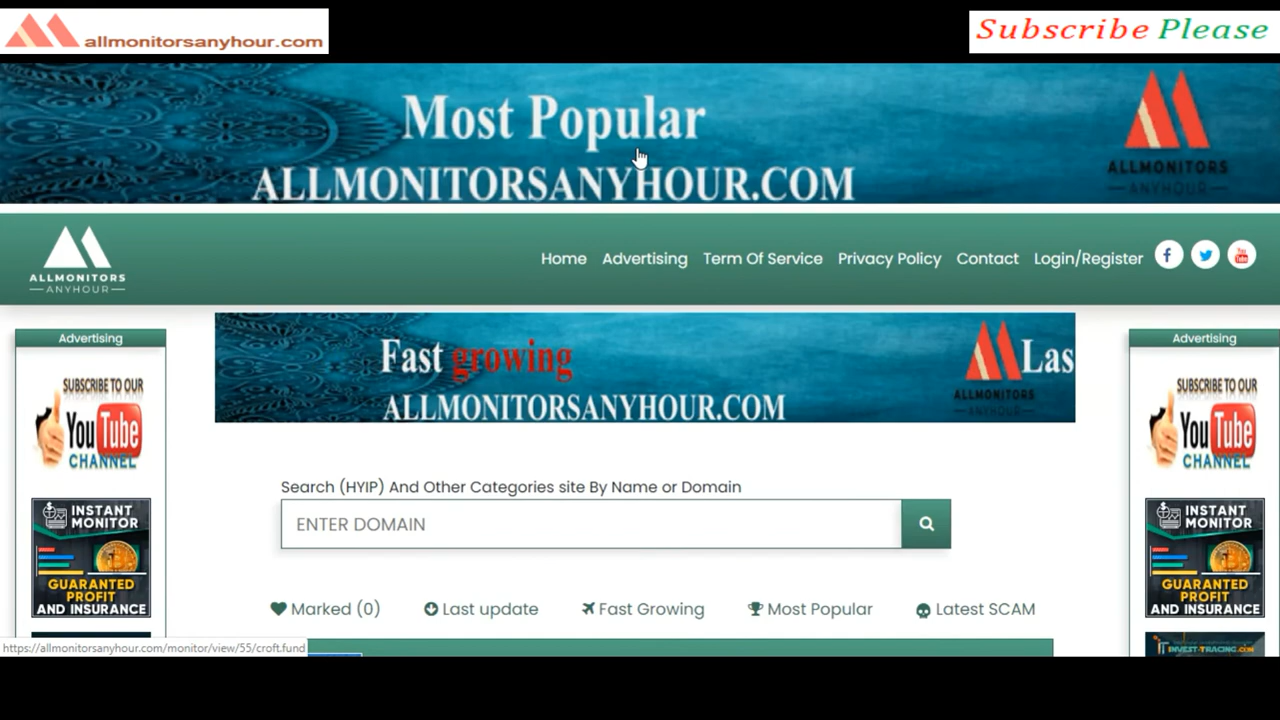 allmonitorsanyhour.com
Subscribe Please
Most Popular
ALLMONITORSANYHOUR.COM
ALLMONITORS
ANYHOUR
ALLMONITORS
ANYHOUR
Home Advertising Term Of Service Privacy Policy Contact Login/Register
Advertising
Fast growing
Las
ALLMONITORSANYHOUR.COM
ALLMONITORS
ANYHOUR
Advertising
SUBSCRIBE TO OUR
YouTube
CHANNEL
SUBSCRIBE TO OUR
YouTube
CHANNEL
Search (HYIP) And Other Categories site By Name or Domain
ENTER DOMAIN
INSTANT
MONITOR
GUARANTED
PROFIT
AND INSURANCE
INSTANT
MONITOR
GUARANTED
PROFIT
AND INSURANCE
Marked (0) Last update Fast Growing Most Popular Latest SCAM
https://allmonitorsanyhour.com/monitor/view/55/croft.fund
INVEST-TRACING.COM